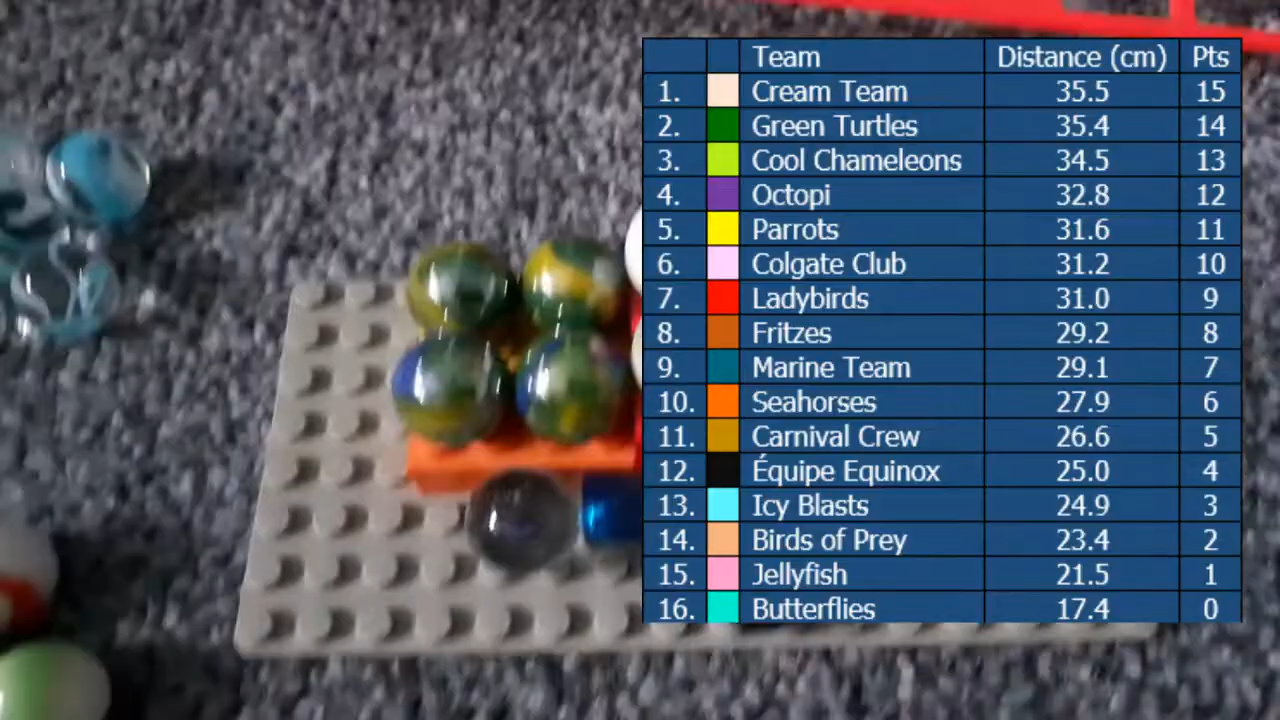 Team Distance (cm) Pts
1. Cream Team 35.5 15
2. Green Turtles 35.4 14
3. Cool Chameleons 34.5 13
4. Octopi 32.8 12
5. Parrots 31.6 11
6. Colgate Club 31.2 10
7. Ladybirds 31.0 9
8. Fritzes 29.2 8
9. Marine Team 29.1 7
10. Seahorses 27.9 6
11. Carnival Crew 26.6 5
12. Équipe Equinox 25.0 4
13. Icy Blasts 24.9 3
14. Birds of Prey 23.4 2
15. Jellyfish 21.5 1
16. Butterflies 17.4 0